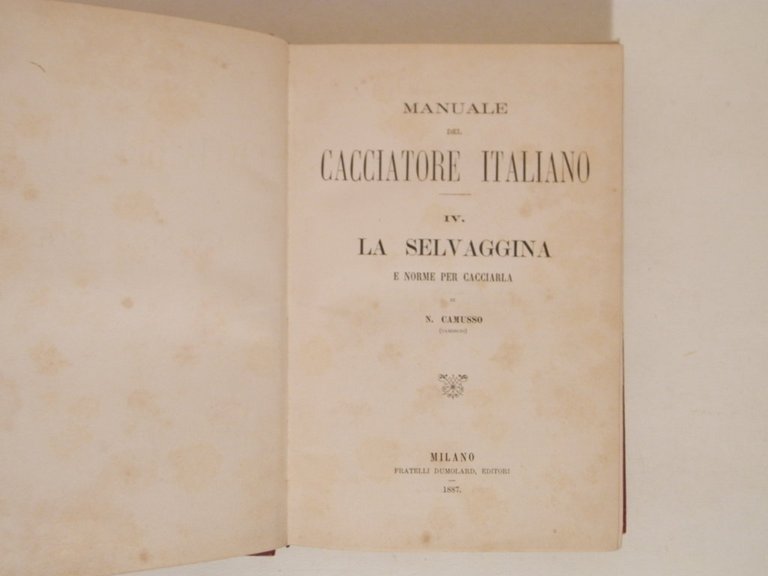 MANUALE
DEL
CACCIATORE ITALIANO
IV.
LA SELVAGGINA
E NORME PER CACCIARLA
DI
N. CAMUSSO
MILANO
FRATELLI DUMOLARD, EDITORI
1887.